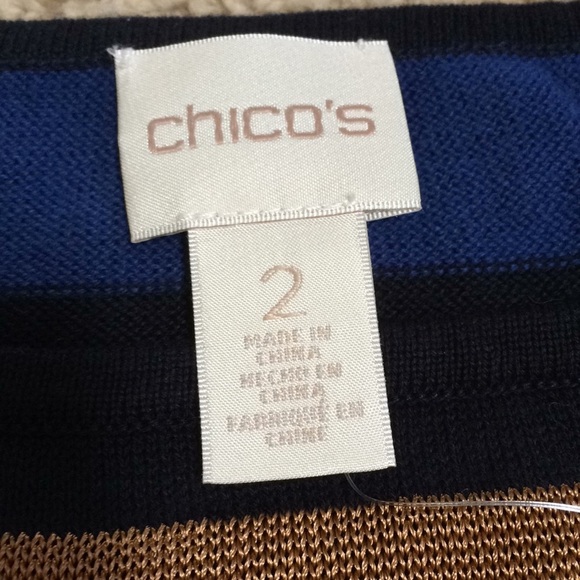 chico's
2
MADE IN
CHINA
HECHO EN
CHINA
FABRIQUÉ EN
CHINE